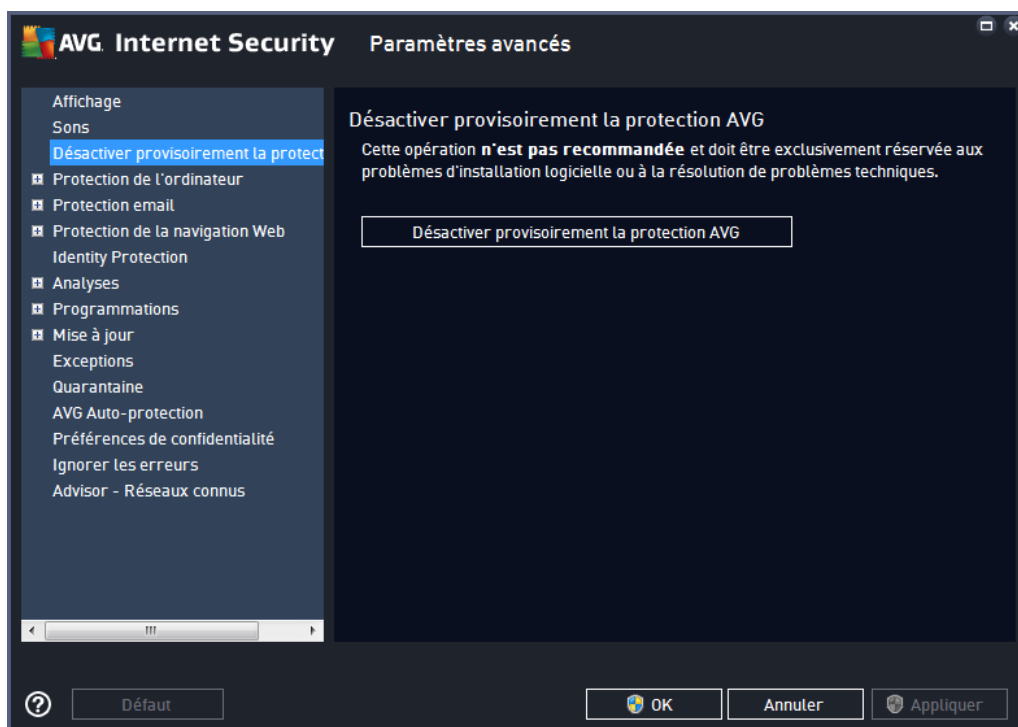 AVG. Internet Security Paramètres avancés
Affichage
Sons
Désactiver provisoirement la protect
Protection de l'ordinateur
Protection email
Protection de la navigation Web
Identity Protection
Analyses
Programmations
Mise à jour
Exceptions
Quarantaine
AVG Auto-protection
Préférences de confidentialité
Ignorer les erreurs
Advisor - Réseaux connus
Désactiver provisoirement la protection AVG
Cette opération n'est pas recommandée et doit être exclusivement réservée aux
problèmes d'installation logicielle ou à la résolution de problèmes techniques.
Désactiver provisoirement la protection AVG
Défaut
OK
Annuler
Appliquer